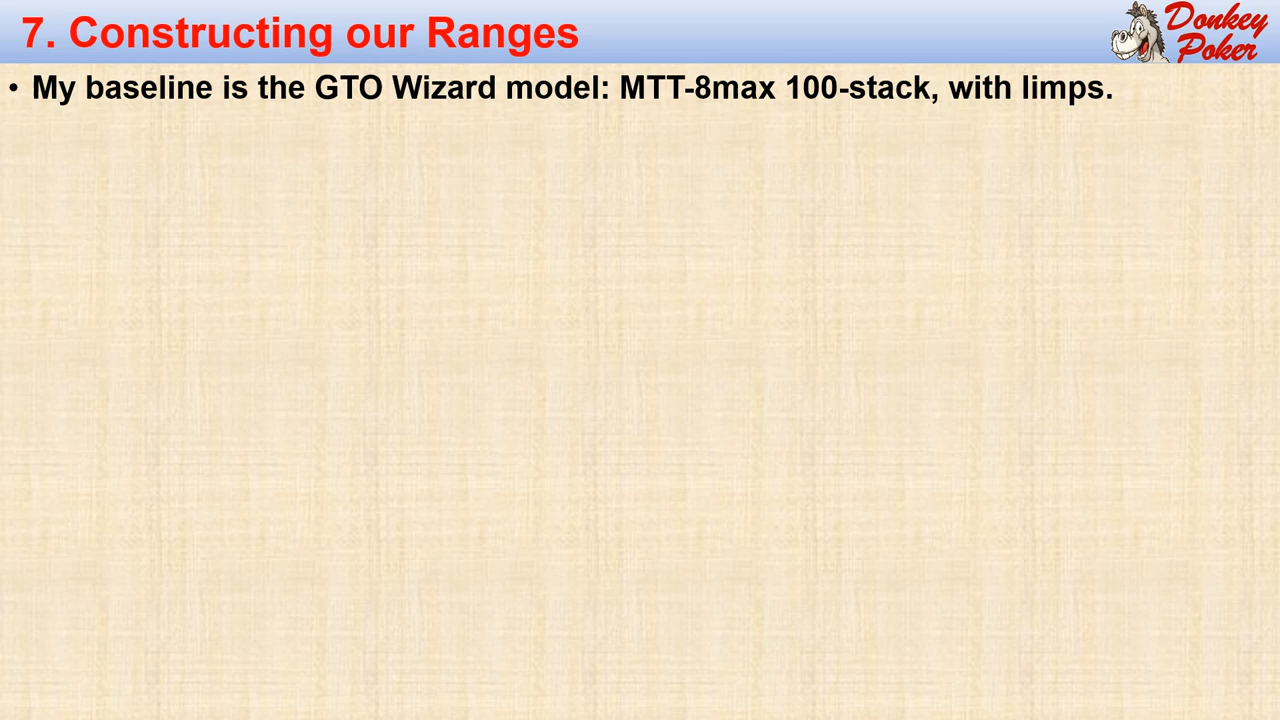 7. Constructing our Ranges
Donkey
Poker
• My baseline is the GTO Wizard model: MTT-8max 100-stack, with limps.